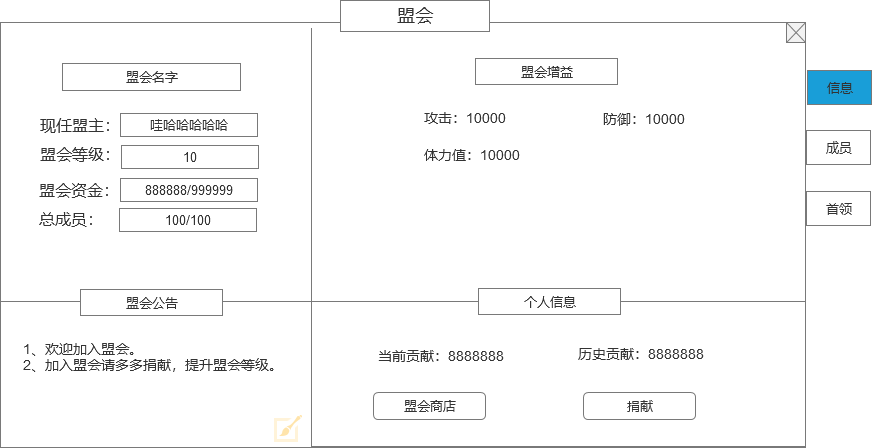 盟会
盟会名字
现任盟主：哇哈哈哈哈哈
盟会等级：10
盟会资金：888888/999999
总成员：100/100
盟会增益
攻击：10000 防御：10000
体力值：10000
信息
成员
首领
盟会公告
1、欢迎加入盟会。
2、加入盟会请多多捐献，提升盟会等级。
个人信息
当前贡献：8888888 历史贡献：8888888
盟会商店 捐献